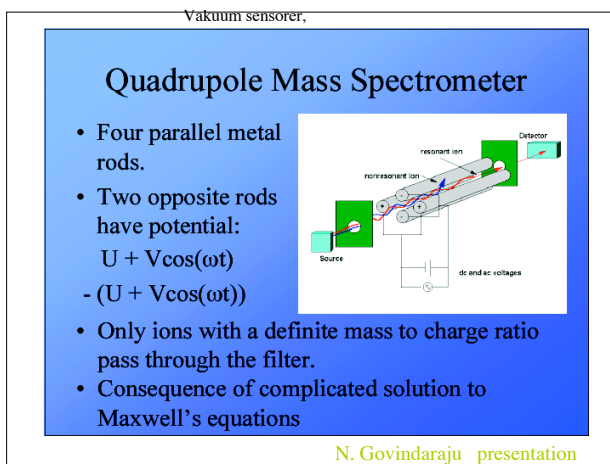 Vakuum sensorer,
Quadrupole Mass Spectrometer
• Four parallel metal
rods.
• Two opposite rods
have potential:
U + Vcos(ωt)
- (U + Vcos(ωt))
• Only ions with a definite mass to charge ratio
pass through the filter.
• Consequence of complicated solution to
Maxwell's equations
Detector
resonant ion
nonresonant ion
Source
dc and ac voltages
N. Govindaraju presentation